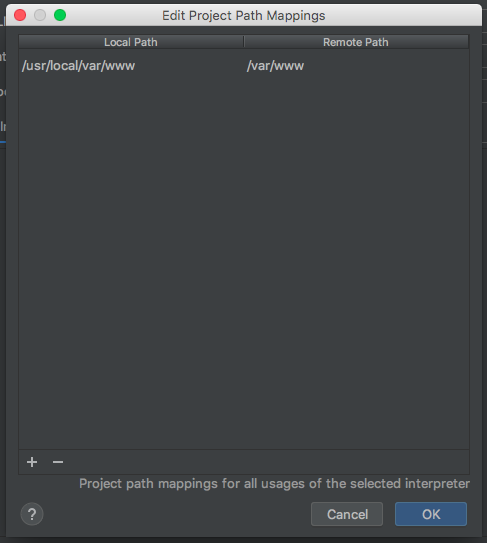 Edit Project Path Mappings
Local Path Remote Path
/usr/local/var/www /var/www
+ −
Project path mappings for all usages of the selected interpreter
? Cancel OK